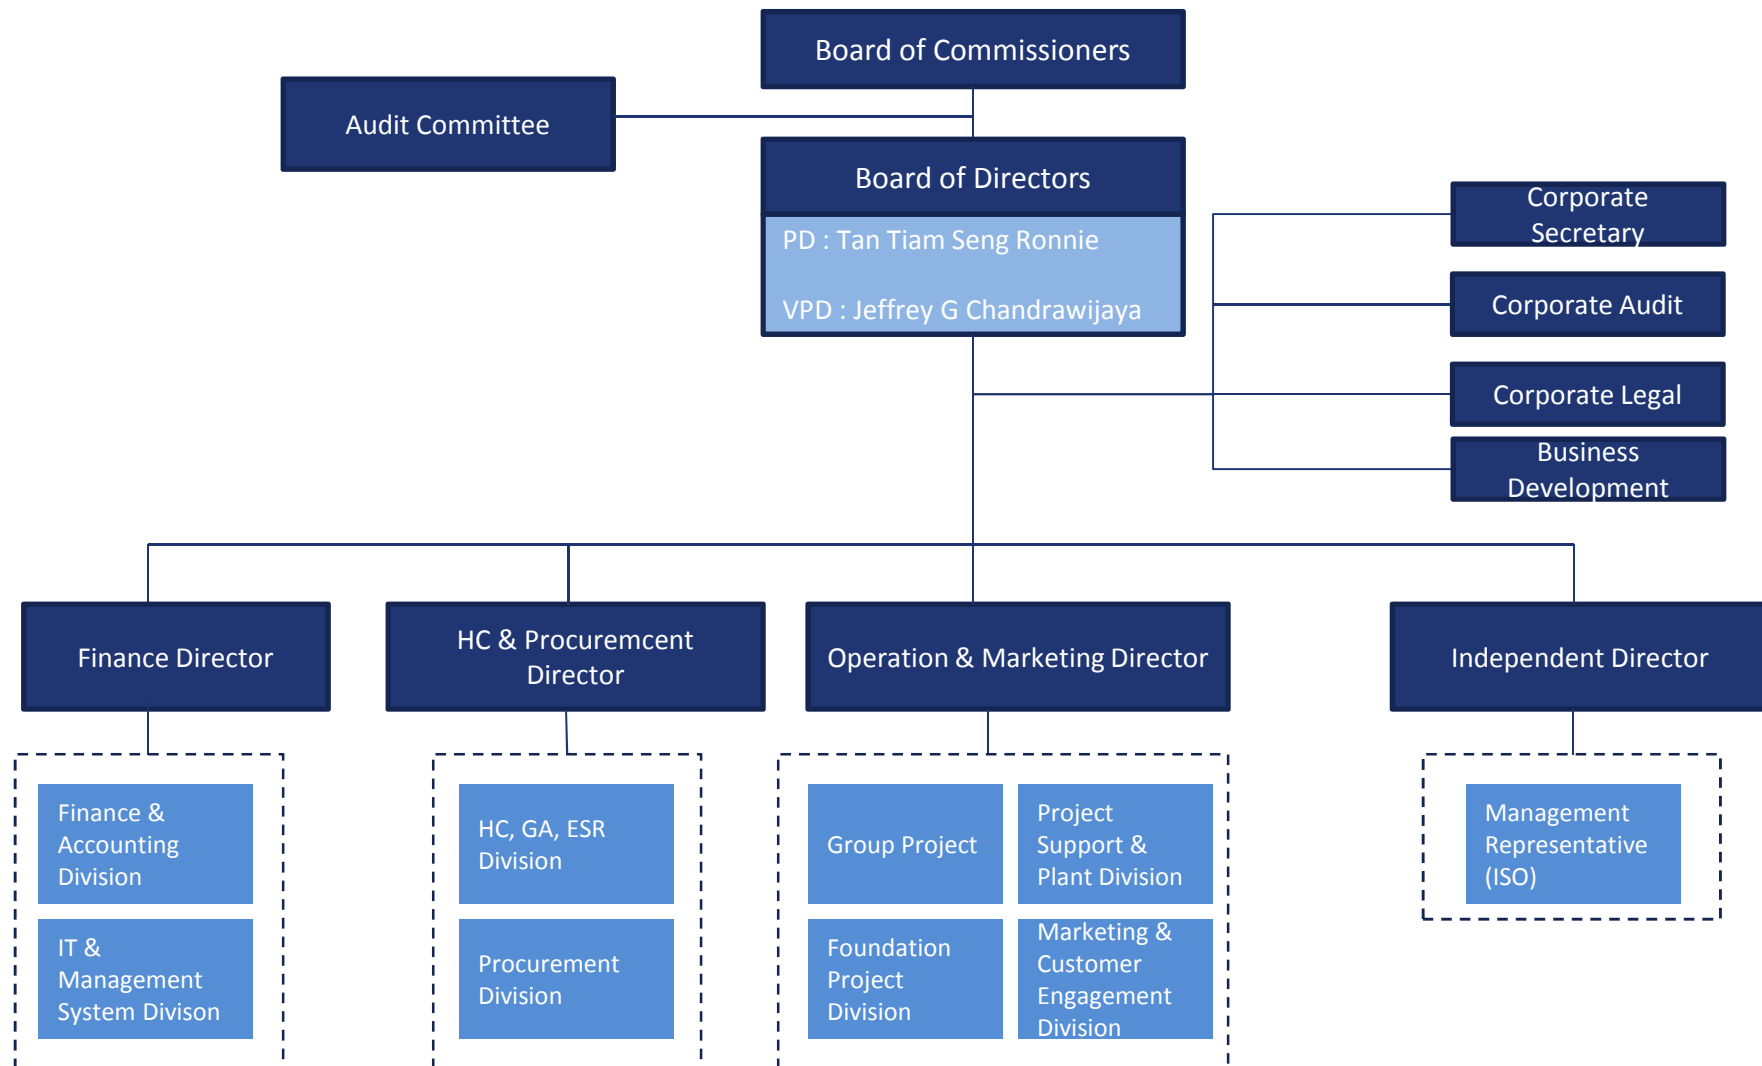 Board of Commissioners
Audit Committee
Board of Directors
PD : Tan Tiam Seng Ronnie
VPD : Jeffrey G Chandrawijaya
Corporate
Secretary
Corporate Audit
Corporate Legal
Business
Development
Finance Director
HC & Procuremcent
Director
Operation & Marketing Director
Independent Director
Finance &
Accounting
Division
IT &
Management
System Divison
HC, GA, ESR
Division
Procurement
Division
Group Project
Project
Support &
Plant Division
Foundation
Project
Division
Marketing &
Customer
Engagement
Division
Management
Representative
(ISO)